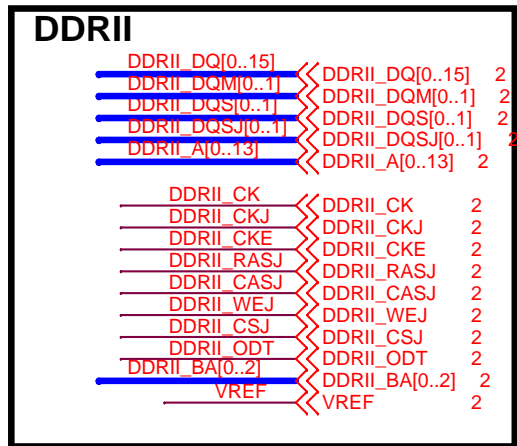 DDRII
DDRII_DQ[0..15] DDRII_DQ[0..15] 2
DDRII_DQM[0..1] DDRII_DQM[0..1] 2
DDRII_DQS[0..1] DDRII_DQS[0..1] 2
DDRII_DQSJ[0..1] DDRII_DQSJ[0..1] 2
DDRII_A[0..13] DDRII_A[0..13] 2
DDRII_CK DDRII_CK 2
DDRII_CKJ DDRII_CKJ 2
DDRII_CKE DDRII_CKE 2
DDRII_RASJ DDRII_RASJ 2
DDRII_CASJ DDRII_CASJ 2
DDRII_WEJ DDRII_WEJ 2
DDRII_CSJ DDRII_CSJ 2
DDRII_ODT DDRII_ODT 2
DDRII_BA[0..2] DDRII_BA[0..2] 2
VREF VREF 2